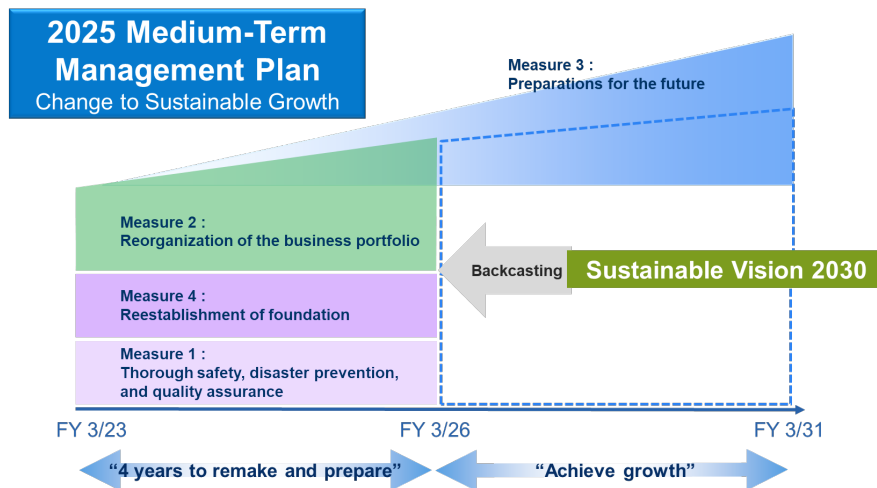 2025 Medium-Term
Management Plan
Change to Sustainable Growth
Measure 3 :
Preparations for the future
Measure 2 :
Reorganization of the business portfolio
Backcasting
Sustainable Vision 2030
Measure 4 :
Reestablishment of foundation
Measure 1 :
Thorough safety, disaster prevention,
and quality assurance
FY 3/23
FY 3/26
FY 3/31
“4 years to remake and prepare”
“Achieve growth”